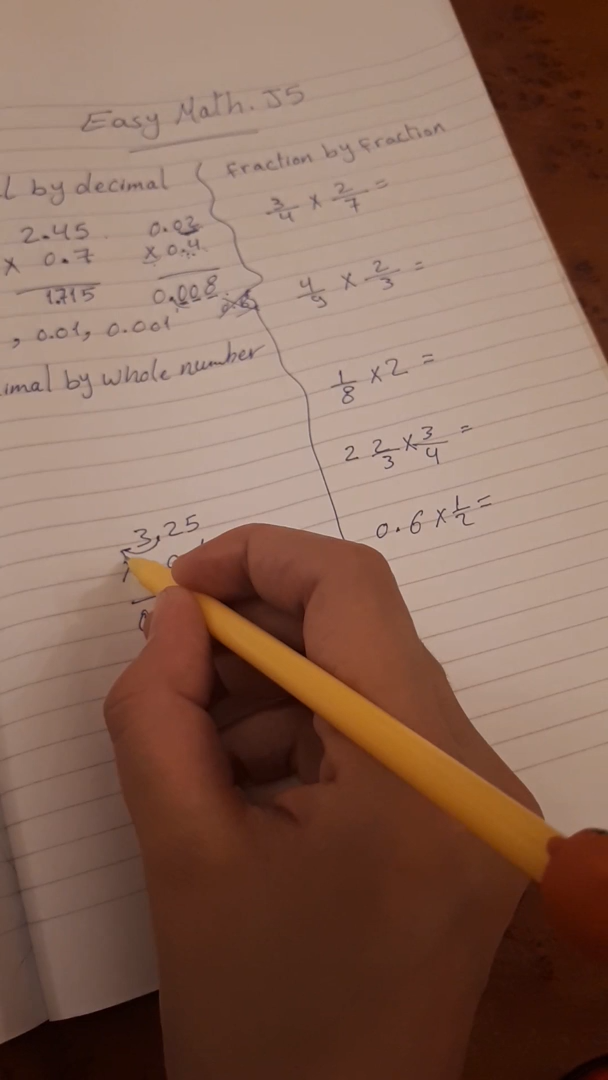 Easy Math. J5
l by decimal
2.45
x 0.7
1.715
0.02
x 0.4
0.008
, 0.01, 0.001
imal by whole number
3,25
Fraction by fraction
3/4 x 2/7 =
4/9 x 2/3 =
1/8 x 2 =
2 2/3 x 3/4 =
0.6 x 1/2 =